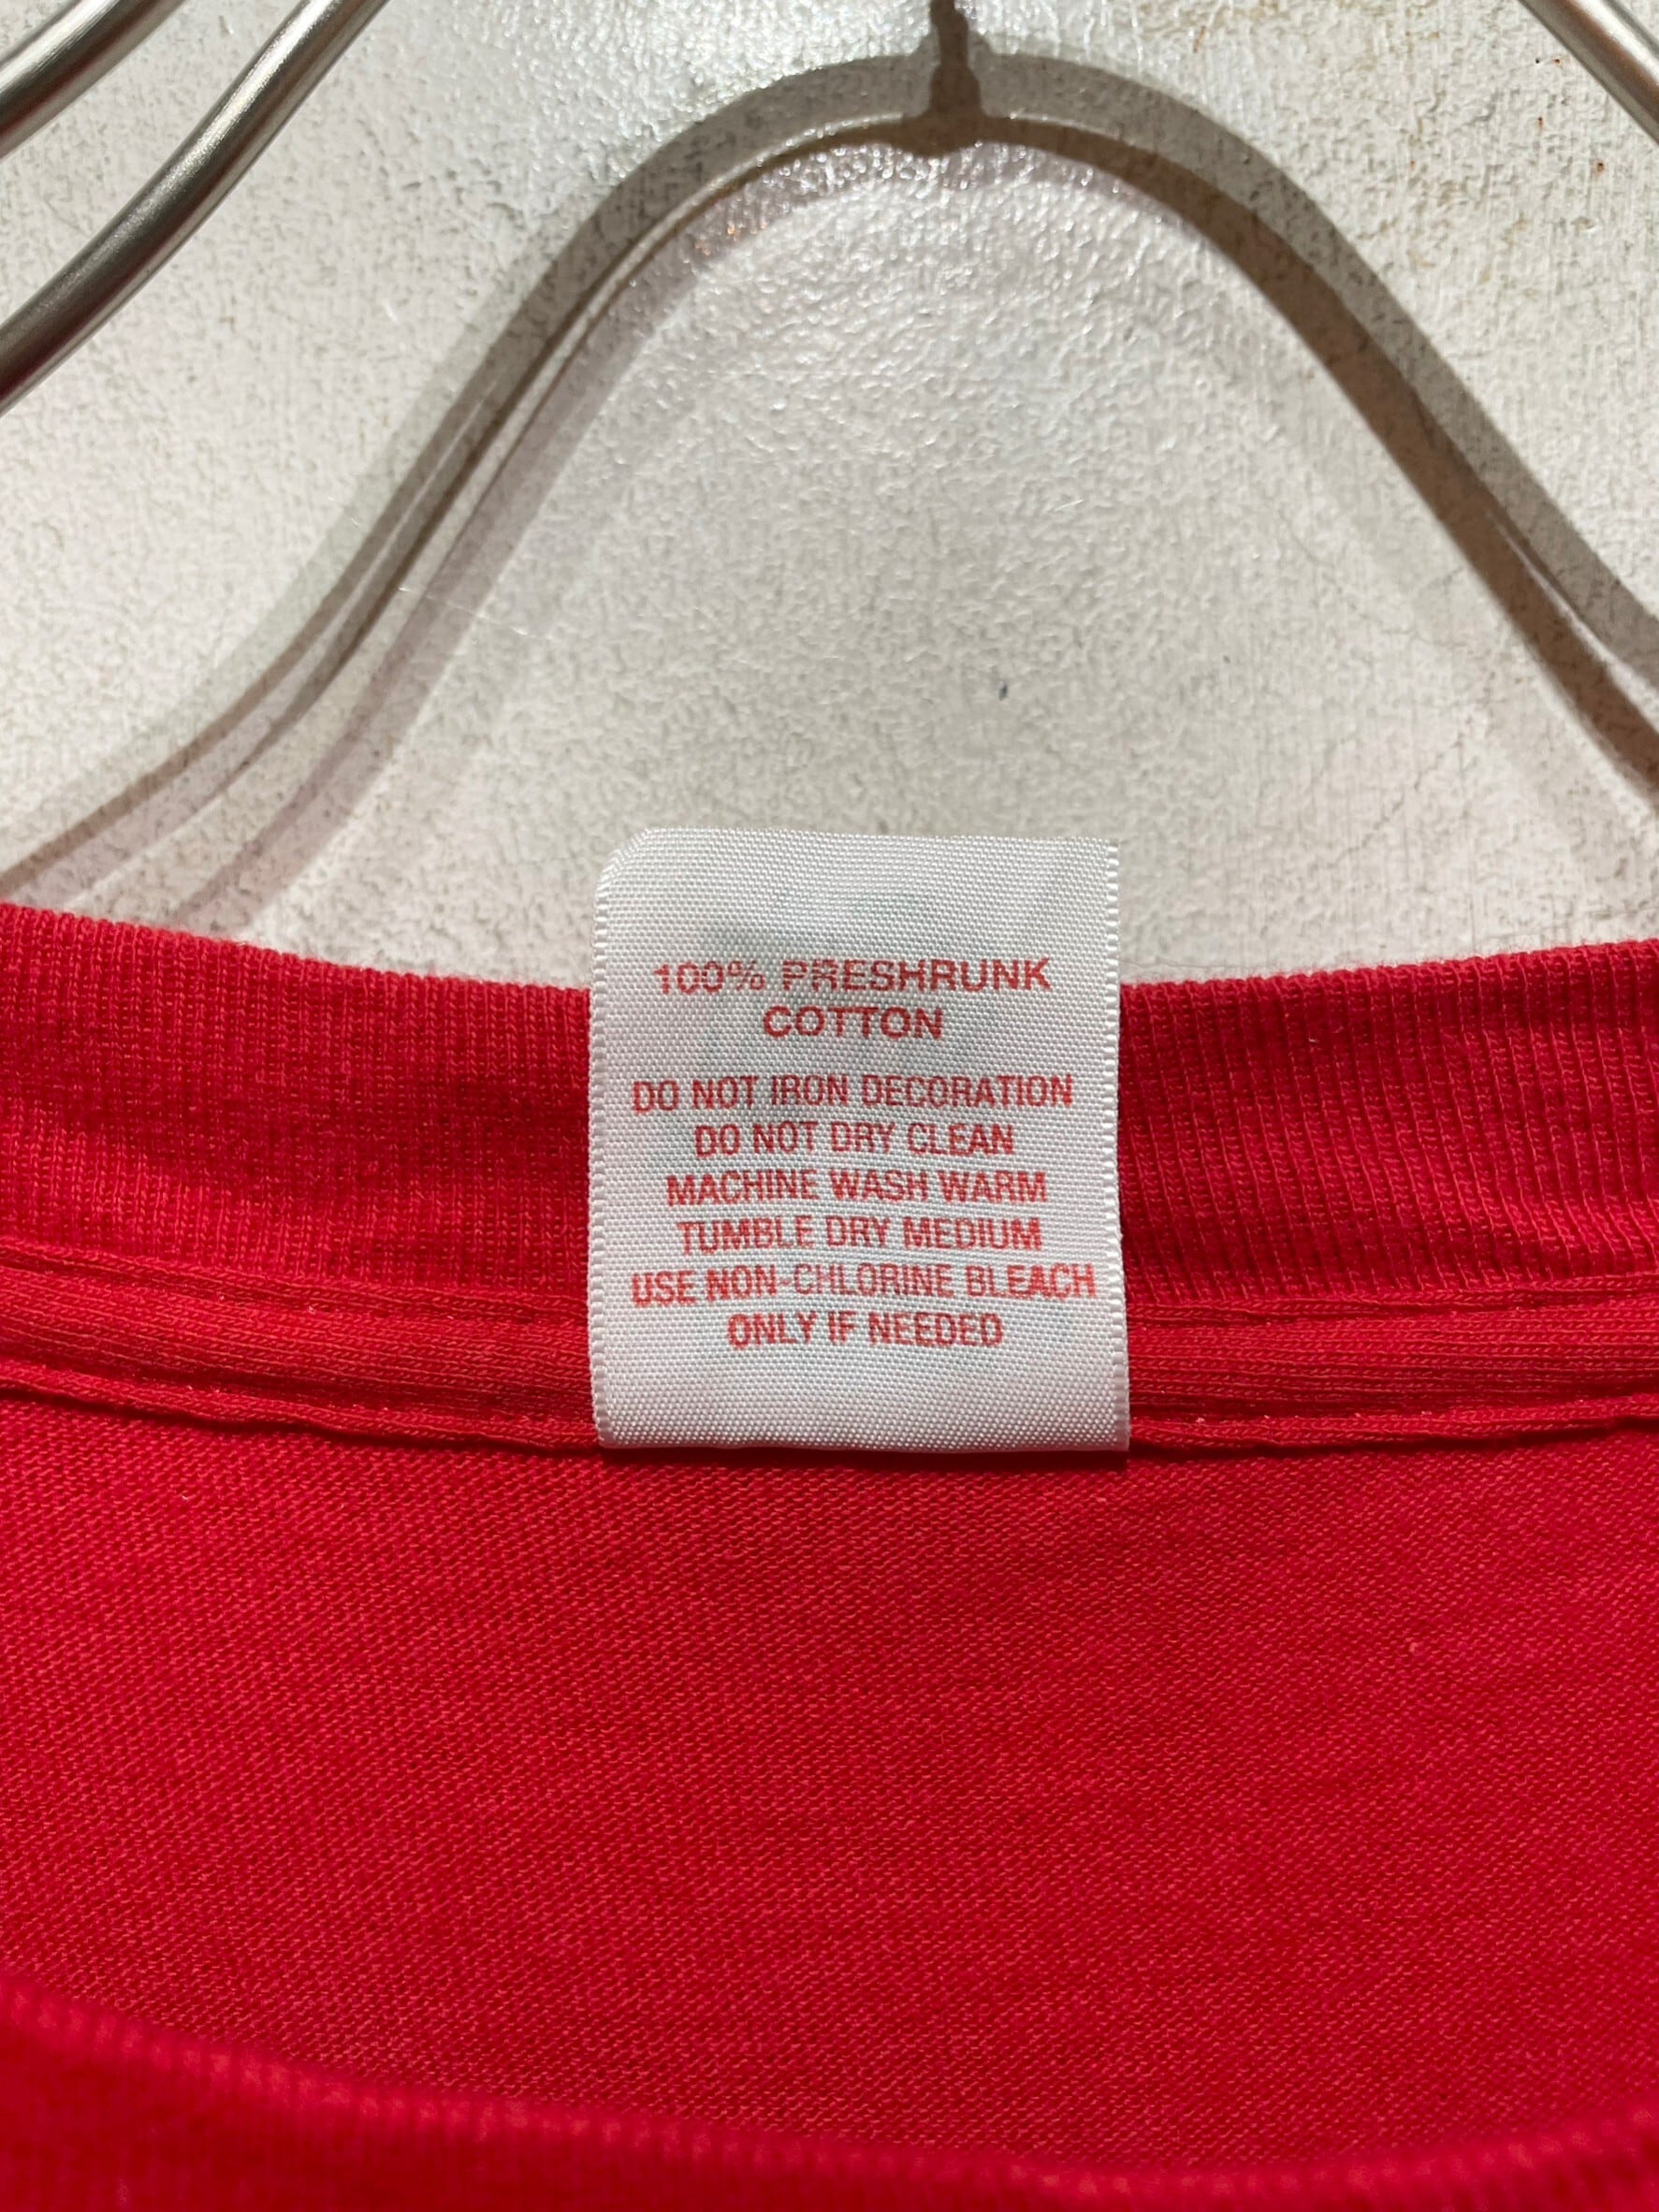 100% PRESHRUNK
COTTON
DO NOT IRON DECORATION
DO NOT DRY CLEAN
MACHINE WASH WARM
TUMBLE DRY MEDIUM
USE NON-CHLORINE BLEACH
ONLY IF NEEDED